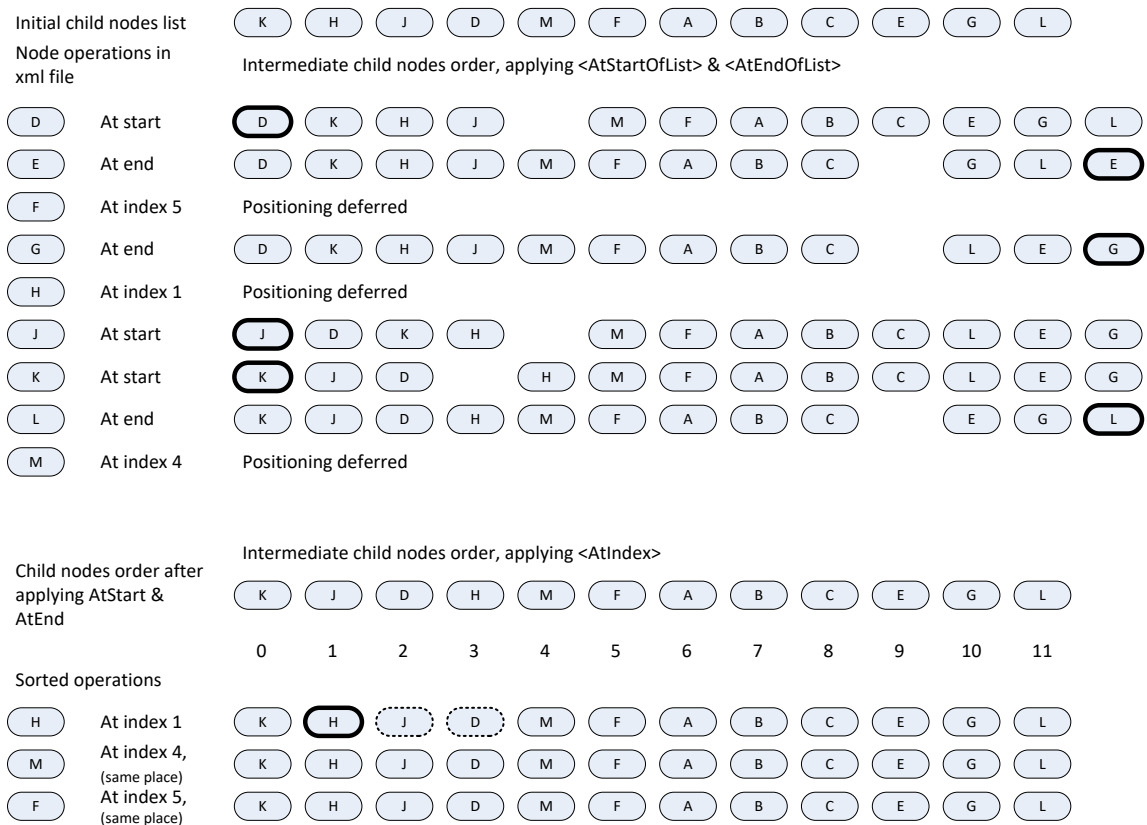 Initial child nodes list K H J D M F A B C E G L
Node operations in
xml file
Intermediate child nodes order, applying <AtStartOfList> & <AtEndOfList>
D At start D K H J M F A B C E G L
E At end D K H J M F A B C G L E
F At index 5 Positioning deferred
G At end D K H J M F A B C L E G
H At index 1 Positioning deferred
J At start J D K H M F A B C L E G
K At start K J D H M F A B C L E G
L At end K J D H M F A B C E G L
M At index 4 Positioning deferred
Intermediate child nodes order, applying <AtIndex>
Child nodes order after
applying AtStart & K J D H M F A B C E G L
AtEnd
0 1 2 3 4 5 6 7 8 9 10 11
Sorted operations
H At index 1 K H J D M F A B C E G L
M At index 4, K H J D M F A B C E G L
(same place)
F At index 5, K H J D M F A B C E G L
(same place)